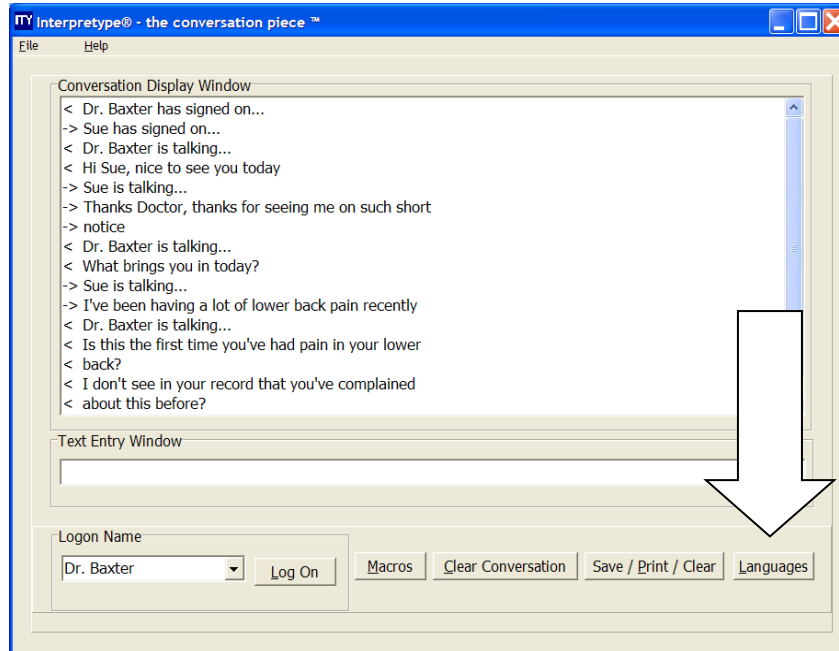 ITY Interpretype® - the conversation piece ™
File Help
Conversation Display Window
< Dr. Baxter has signed on...
-> Sue has signed on...
< Dr. Baxter is talking...
< Hi Sue, nice to see you today
-> Sue is talking...
-> Thanks Doctor, thanks for seeing me on such short
-> notice
< Dr. Baxter is talking...
< What brings you in today?
-> Sue is talking...
-> I've been having a lot of lower back pain recently
< Dr. Baxter is talking...
< Is this the first time you've had pain in your lower
< back?
< I don't see in your record that you've complained
< about this before?
Text Entry Window
Logon Name
Dr. Baxter Log On Macros Clear Conversation Save / Print / Clear Languages